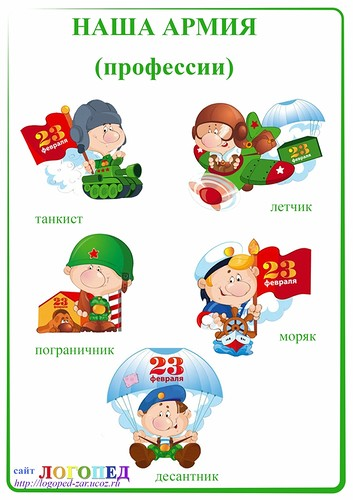 НАША АРМИЯ
(профессии)
23
февраля
23
февраля
танкист
летчик
23
февраля
23
февраля
пограничник
моряк
23
февраля
сайт ЛОГОПЕД
http://logoped-zar.ucoz.ru
десантник